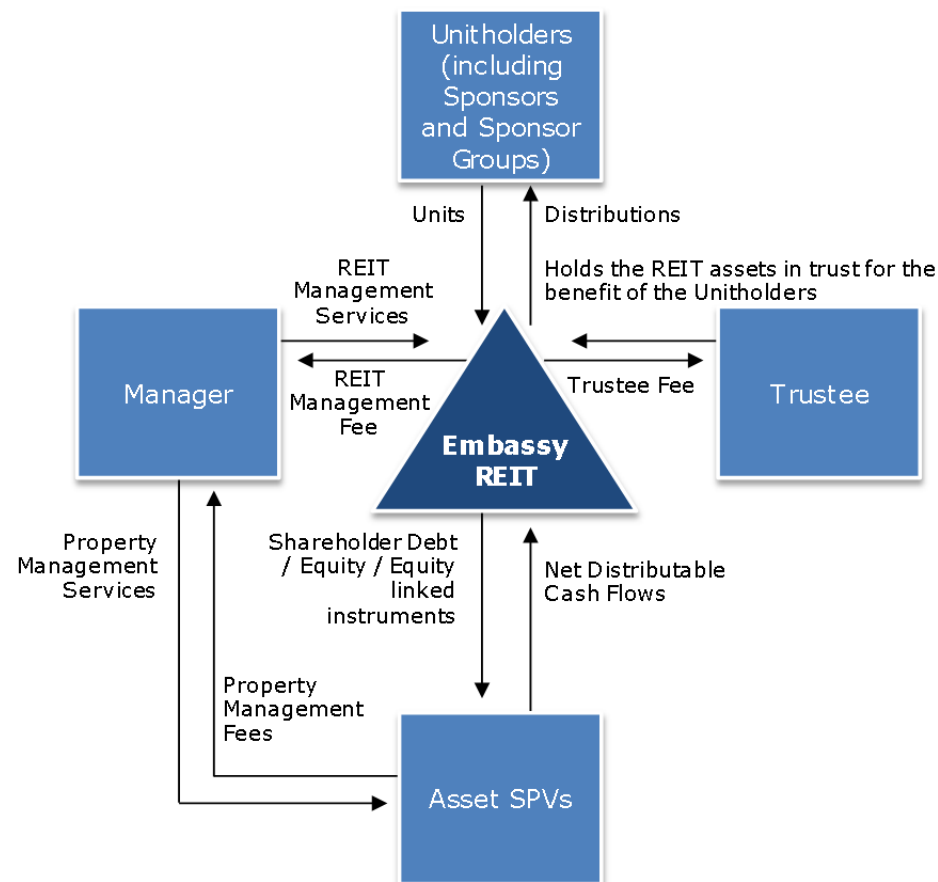 Unitholders
(including
Sponsors
and Sponsor
Groups)
Units
Distributions
REIT
Management
Services
Holds the REIT assets in trust for the
benefit of the Unitholders
Manager
REIT
Management
Fee
Trustee Fee
Trustee
Embassy
REIT
Property
Management
Services
Shareholder Debt
/ Equity / Equity
linked
instruments
Net Distributable
Cash Flows
Property
Management
Fees
Asset SPVs